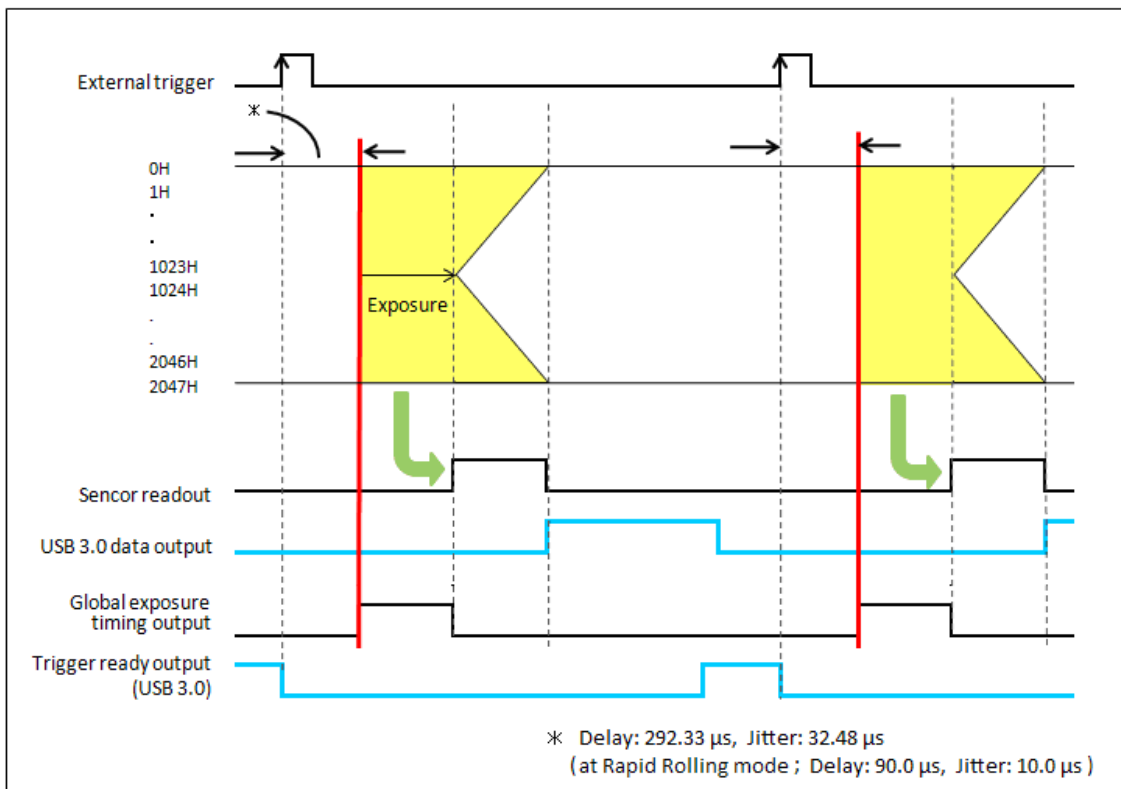 External trigger
※
0H
1H
.
.
1023H
1024H
.
.
2046H
2047H
Exposure
Sencor readout
USB 3.0 data output
Global exposure
timing output
Trigger ready output
(USB 3.0)
※ Delay: 292.33 µs, Jitter: 32.48 µs
( at Rapid Rolling mode ; Delay: 90.0 µs, Jitter: 10.0 µs )